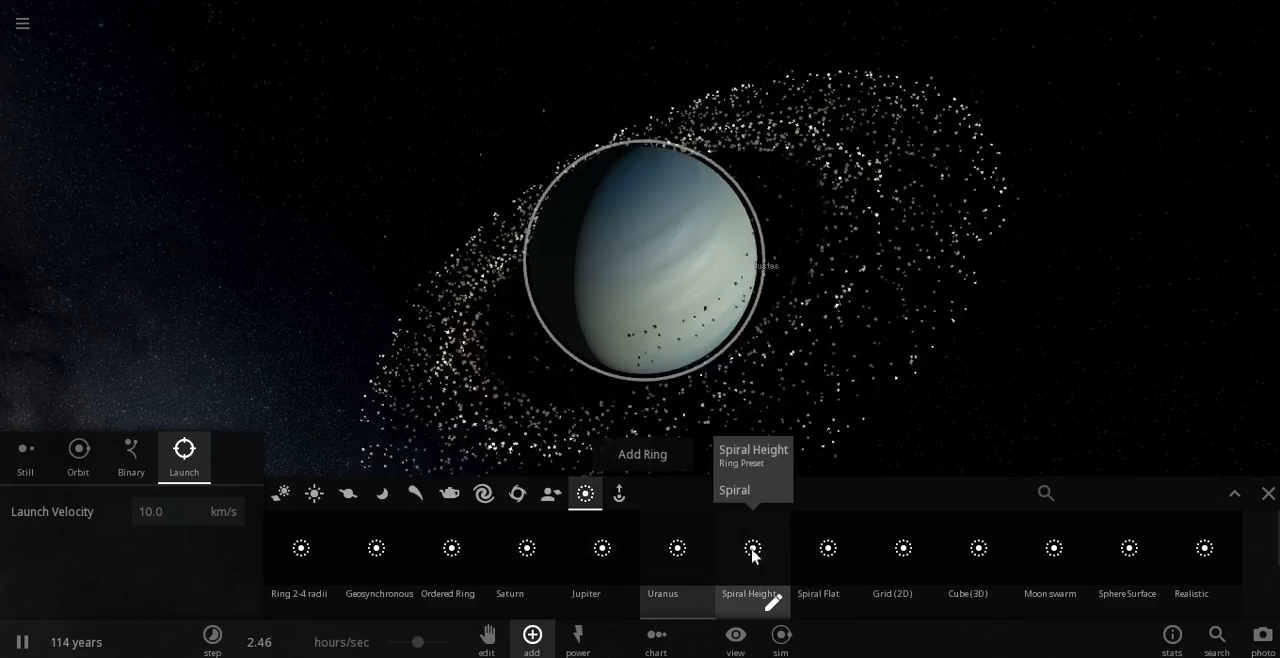 Add Ring
Spiral Height
Ring Preset
Spiral
Still
Orbit
Binary
Launch
Launch Velocity
10.0 km/s
Ring 2-4 radii
Geosynchronous
Ordered Ring
Saturn
Jupiter
Uranus
Spiral Height
Spiral Flat
Grid (2D)
Cube (3D)
Moon swarm
Sphere Surface
Realistic
114 years
step
2.46 hours/sec
edit
add
power
chart
view
sim
stats
search
photo